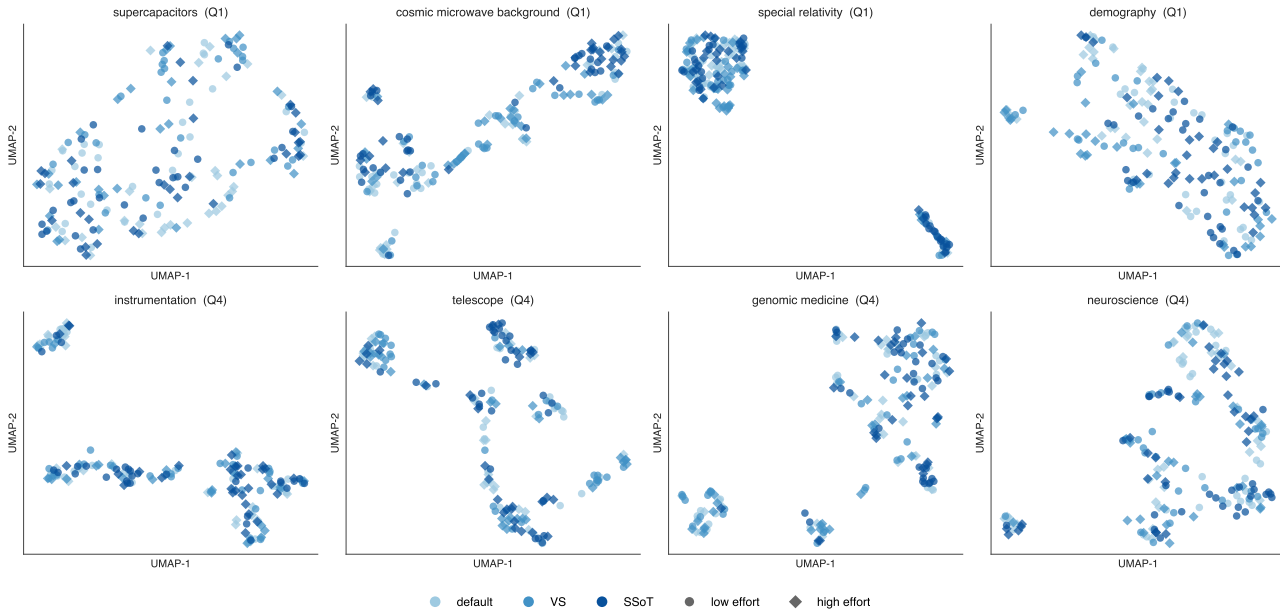 supercapacitors (Q1)
cosmic microwave background (Q1)
special relativity (Q1)
demography (Q1)
UMAP-2
UMAP-2
UMAP-2
UMAP-2
UMAP-1
UMAP-1
UMAP-1
UMAP-1
instrumentation (Q4)
telescope (Q4)
genomic medicine (Q4)
neuroscience (Q4)
UMAP-2
UMAP-2
UMAP-2
UMAP-2
UMAP-1
UMAP-1
UMAP-1
UMAP-1
default VS SSoT low effort high effort